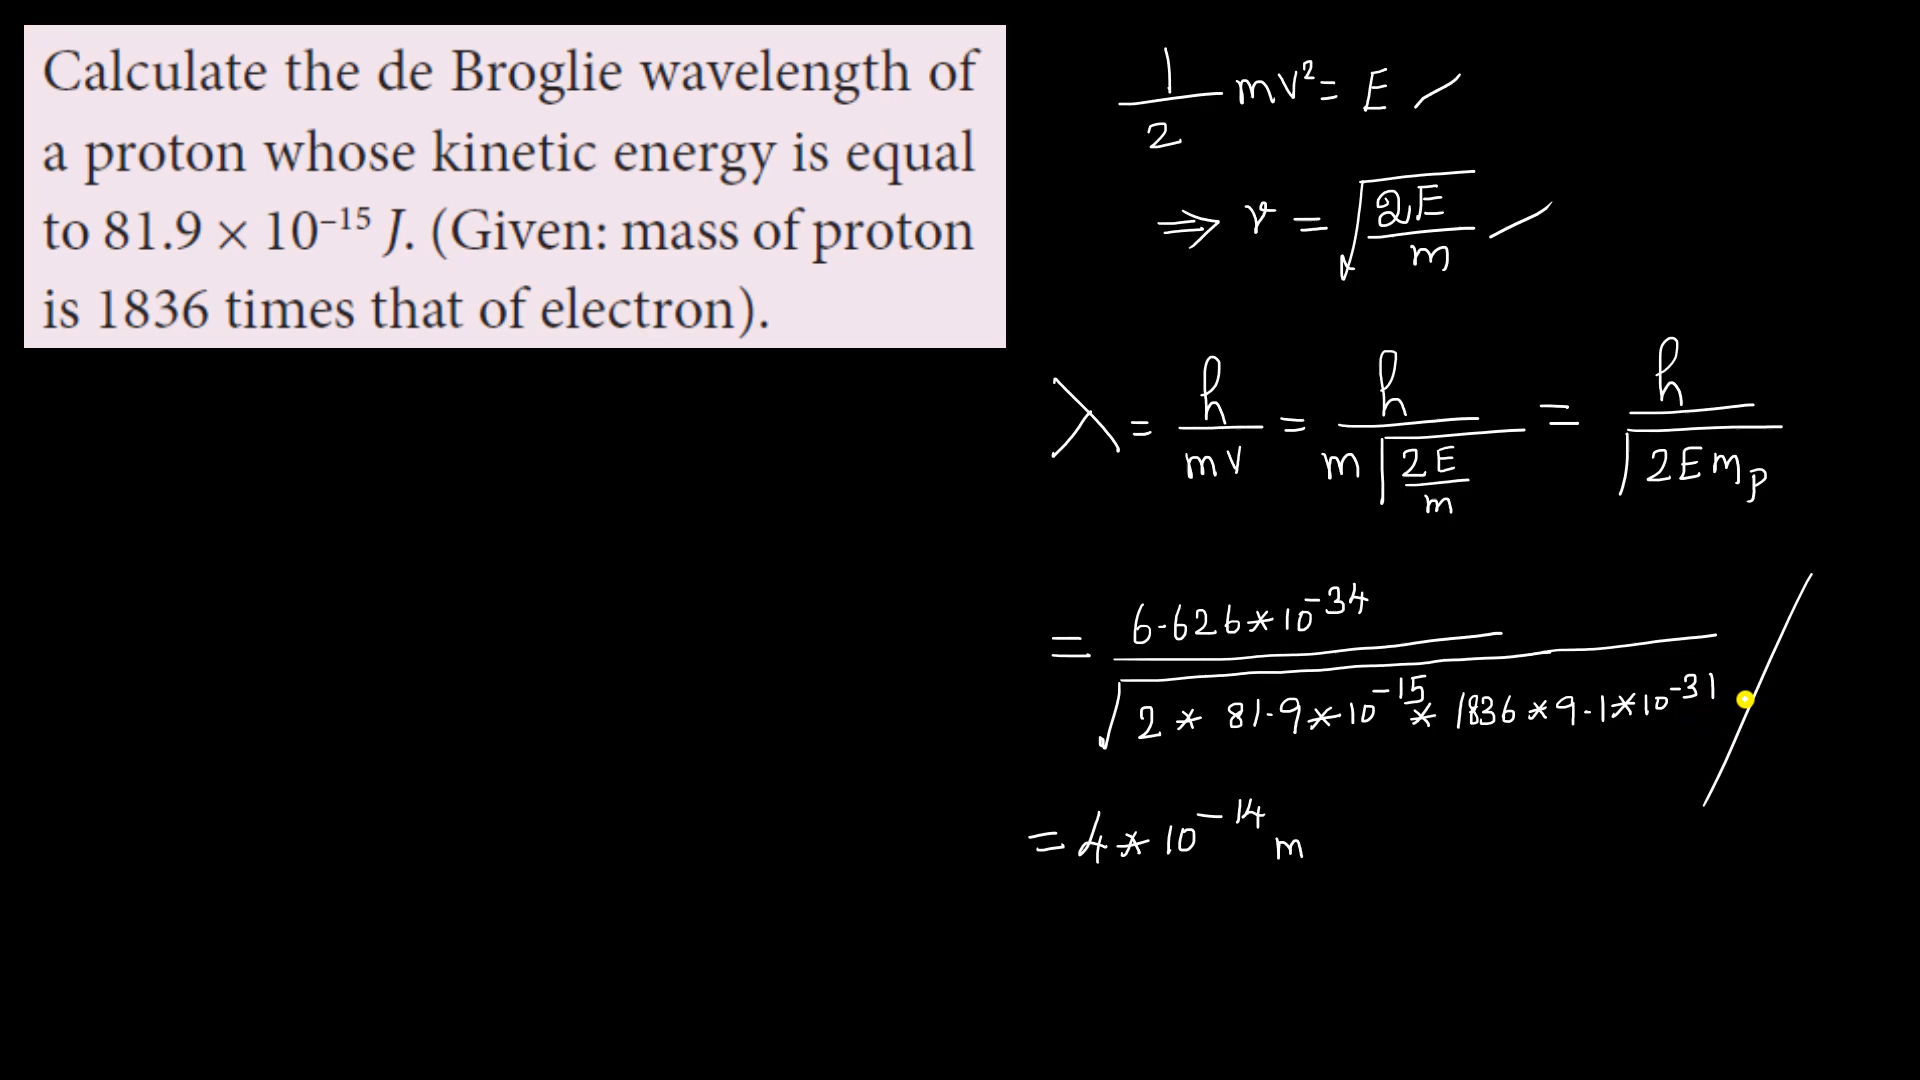 Calculate the de Broglie wavelength of
a proton whose kinetic energy is equal
to 81.9 × 10⁻¹⁵ J. (Given: mass of proton
is 1836 times that of electron).
1/2 mv² = E
⇒ v = √(2E/m)
λ = h/mv = h/(m√(2E/m)) = h/√(2Em_p)
= 6.626*10⁻³⁴/√(2 * 81.9*10⁻¹⁵ * 1836*9.1*10⁻³¹)
= 4*10⁻¹⁴ m